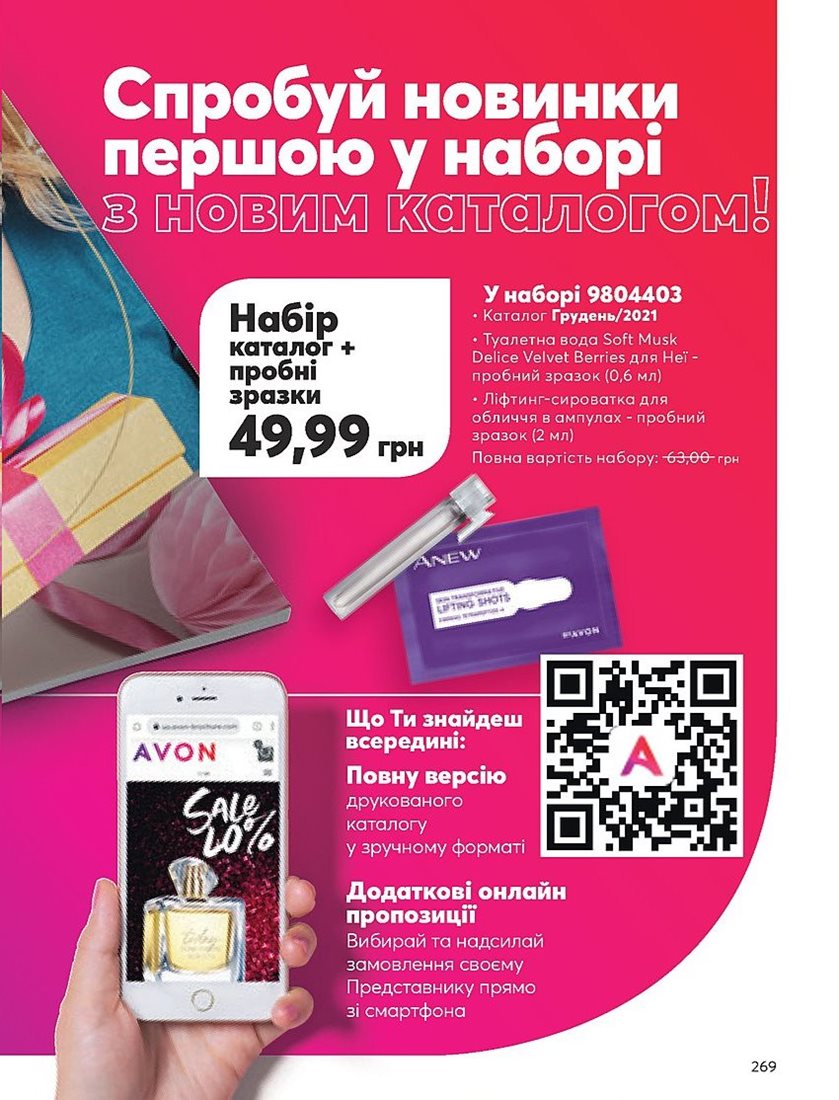 Спробуй новинки
першою у наборі
з новим каталогом!
Набір
каталог +
пробні
зразки
49,99 грн
У наборі 9804403
• Каталог Грудень/2021
• Туалетна вода Soft Musk
Delice Velvet Berries для Неї -
пробний зразок (0,6 мл)
• Ліфтинг-сироватка для
обличчя в ампулах - пробний
зразок (2 мл)
Повна вартість набору: 63,00 грн
ANEW
LIFTING SHOTS
AVON
Що Ти знайдеш
всередині:
Повну версію
друкованого
каталогу
у зручному форматі
A
AVON
SALE
40%
Додаткові онлайн
пропозиції
Вибирай та надсилай
замовлення своєму
Представнику прямо
зі смартфона
269